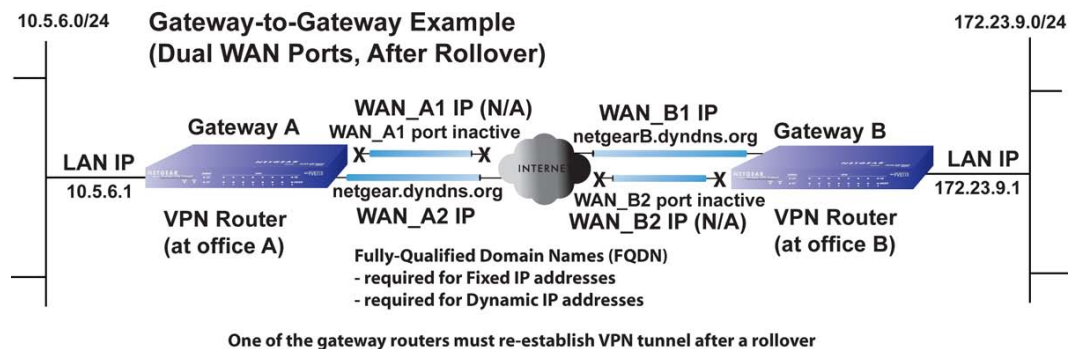 10.5.6.0/24
Gateway-to-Gateway Example
(Dual WAN Ports, After Rollover)
172.23.9.0/24
WAN_A1 IP (N/A)
WAN_A1 port inactive
WAN_B1 IP
netgearB.dyndns.org
Gateway A
Gateway B
X X
INTERNET
LAN IP
10.5.6.1
NETGEAR
NETGEAR
LAN IP
172.23.9.1
netgear.dyndns.org
WAN_A2 IP
X X
WAN_B2 port inactive
WAN_B2 IP (N/A)
VPN Router
(at office A)
VPN Router
(at office B)
Fully-Qualified Domain Names (FQDN)
- required for Fixed IP addresses
- required for Dynamic IP addresses
One of the gateway routers must re-establish VPN tunnel after a rollover